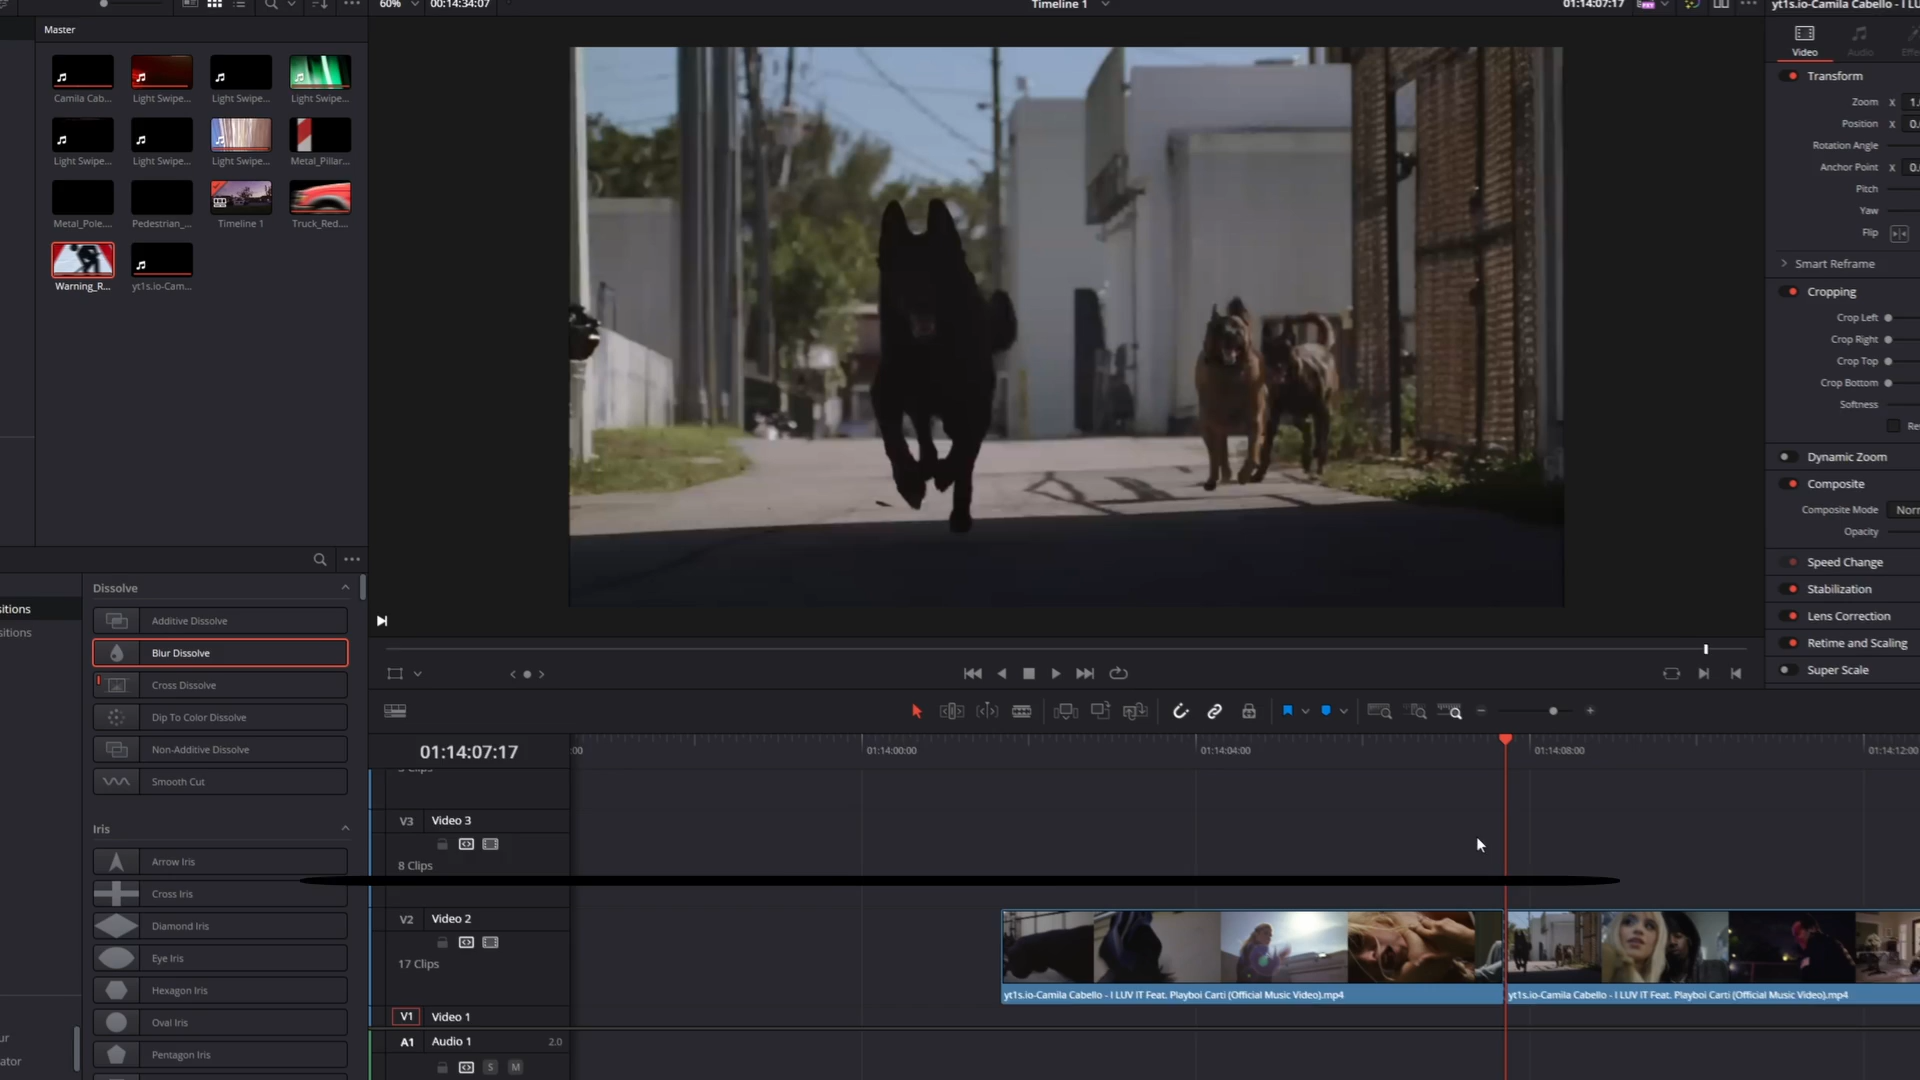 60%
00:14:34:07
Timeline 1
01:14:07:17
yt1s.io-Camila Cabello - I LU
Master
Camila Cab...
Light Swipe...
Light Swipe...
Light Swipe...
Light Swipe...
Light Swipe...
Light Swipe...
Metal_Pillar...
Metal_Pole....
Pedestrian_...
Timeline 1
Truck_Red....
Warning_R...
yt1s.io-Cam...
Video
Audio
Effe
Transform
Zoom X 1.
Position X 0.
Rotation Angle
Anchor Point X 0.
Pitch
Yaw
Flip
Smart Reframe
Cropping
Crop Left
Crop Right
Crop Top
Crop Bottom
Softness
Re
Dynamic Zoom
Composite
Composite Mode Norr
Opacity
Speed Change
Stabilization
Lens Correction
Retime and Scaling
Super Scale
sitions
sitions
ur
ator
Dissolve
Additive Dissolve
Blur Dissolve
Cross Dissolve
Dip To Color Dissolve
Non-Additive Dissolve
Smooth Cut
Iris
Arrow Iris
Cross Iris
Diamond Iris
Eye Iris
Hexagon Iris
Oval Iris
Pentagon Iris
01:14:07:17
:00
01:14:00:00
01:14:04:00
01:14:08:00
01:14:12:00
V3 Video 3
8 Clips
V2 Video 2
17 Clips
yt1s.io-Camila Cabello - I LUV IT Feat. Playboi Carti (Official Music Video).mp4
yt1s.io-Camila Cabello - I LUV IT Feat. Playboi Carti (Official Music Video).mp4
V1 Video 1
A1 Audio 1 2.0
S M